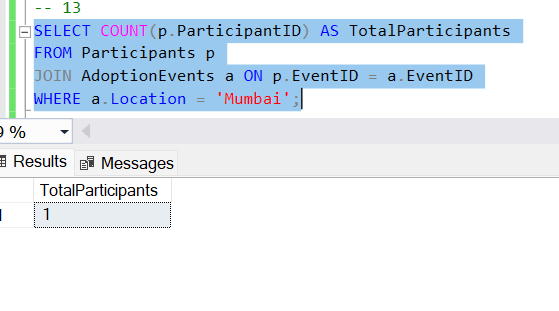 -- 13
SELECT COUNT(p.ParticipantID) AS TotalParticipants
FROM Participants p
JOIN AdoptionEvents a ON p.EventID = a.EventID
WHERE a.Location = 'Mumbai';
9 %
Results Messages
TotalParticipants
1